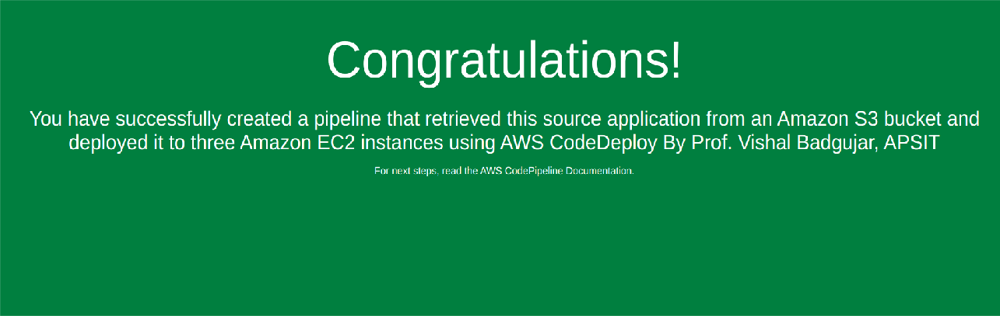 Congratulations!
You have successfully created a pipeline that retrieved this source application from an Amazon S3 bucket and
deployed it to three Amazon EC2 instances using AWS CodeDeploy By Prof. Vishal Badgujar, APSIT
For next steps, read the AWS CodePipeline Documentation.